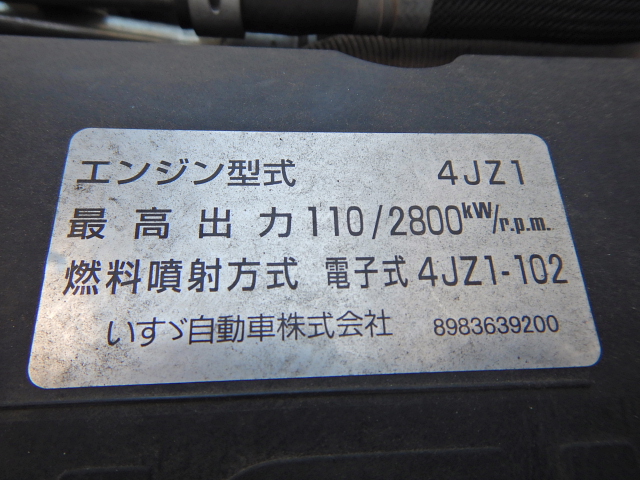 エンジン型式 4JZ1
最高出力 110/2800kW/r.p.m.
燃料噴射方式 電子式 4JZ1-102
いすゞ自動車株式会社 8983639200